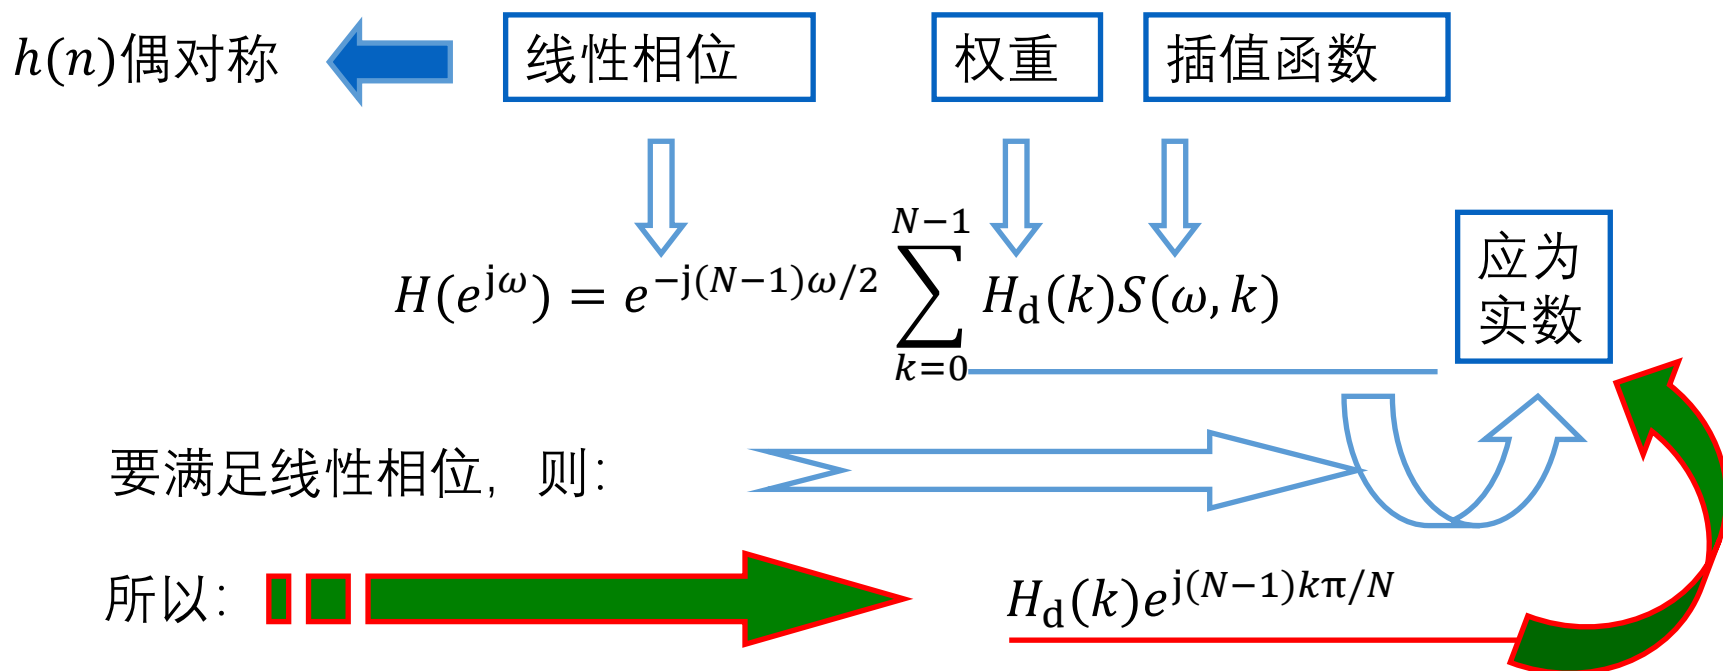 h(n)偶对称
线性相位
权重
插值函数
H(e^{jω}) = e^{-j(N-1)ω/2} \sum_{k=0}^{N-1} H_d(k)S(ω, k)
应为
实数
要满足线性相位，则：
所以：
H_d(k)e^{j(N-1)kπ/N}